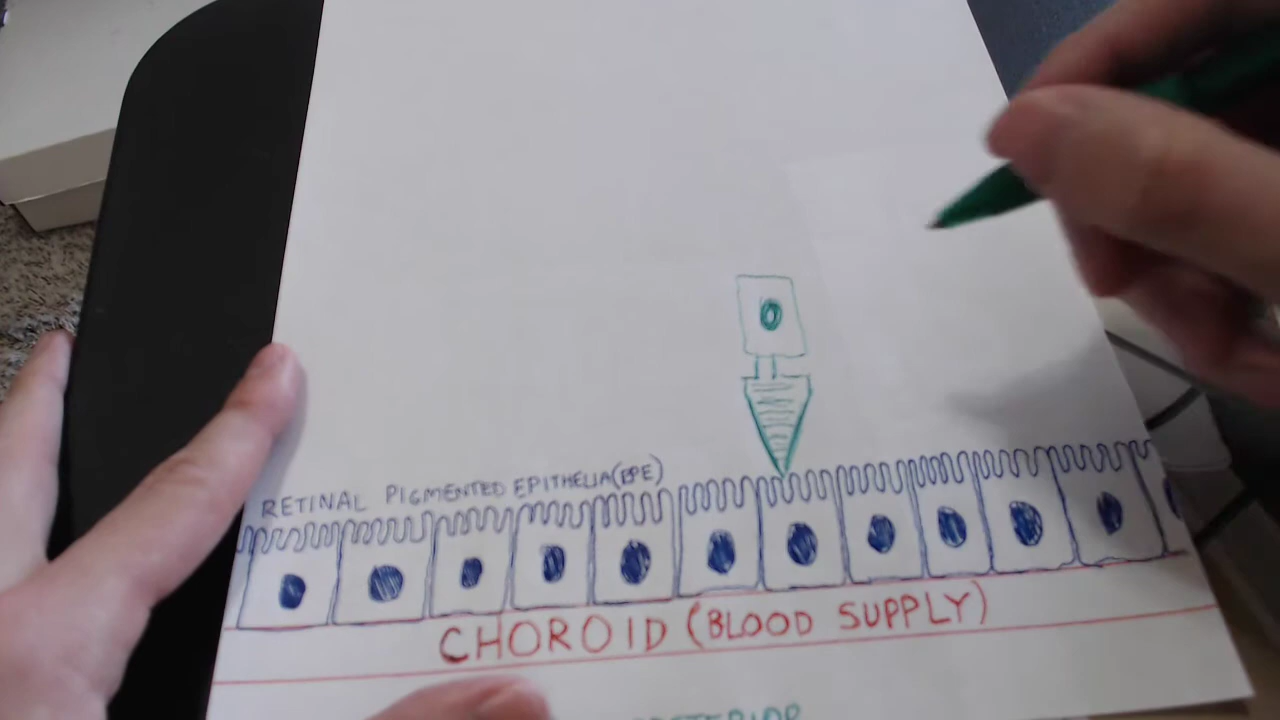 RETINAL PIGMENTED EPITHELIA (RPE)
CHOROID (BLOOD SUPPLY)